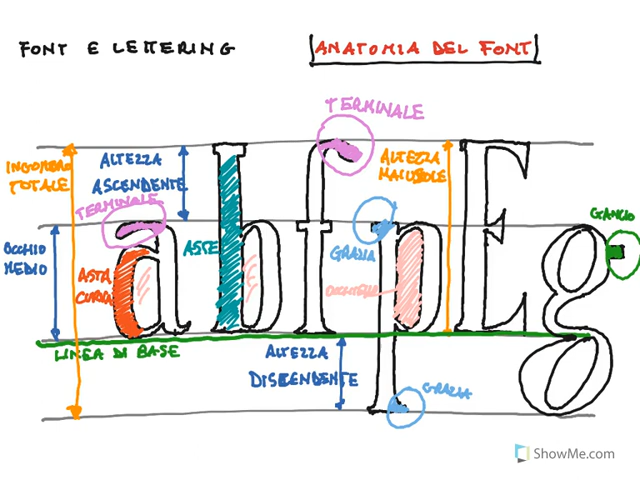 FONT E LETTERING
ANATOMIA DEL FONT
TERMINALE
INGOMBRO
TOTALE
ALTEZZA
ASCENDENTE
ALTEZZA
MAIUSCOLE
TERMINALE
GANCIO
OCCHIO
MEDIO
ASTE
GRAZIA
ASTA
CURVA
OCCHIELLO
abfpEg
LINEA DI BASE
ALTEZZA
DISCENDENTE
GRAZIA
ShowMe.com